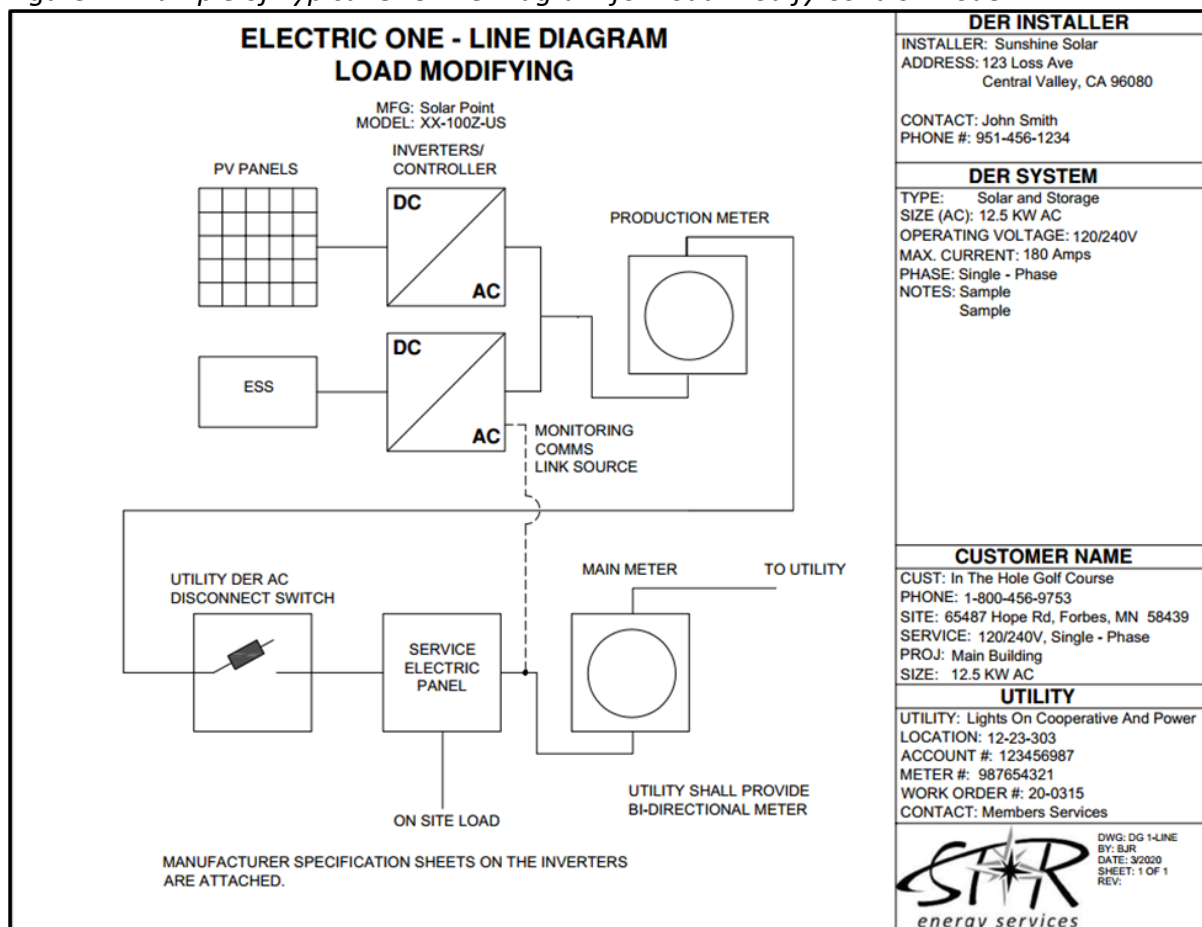 ELECTRIC ONE - LINE DIAGRAM
LOAD MODIFYING
MFG: Solar Point
MODEL: XX-100Z-US
PV PANELS
INVERTERS/
CONTROLLER
DC
AC
PRODUCTION METER
ESS
DC
AC
MONITORING
COMMS
LINK SOURCE
UTILITY DER AC
DISCONNECT SWITCH
SERVICE
ELECTRIC
PANEL
MAIN METER
TO UTILITY
ON SITE LOAD
UTILITY SHALL PROVIDE
BI-DIRECTIONAL METER
MANUFACTURER SPECIFICATION SHEETS ON THE INVERTERS
ARE ATTACHED.
DER INSTALLER
INSTALLER: Sunshine Solar
ADDRESS: 123 Loss Ave
Central Valley, CA 96080
CONTACT: John Smith
PHONE #: 951-456-1234
DER SYSTEM
TYPE: Solar and Storage
SIZE (AC): 12.5 KW AC
OPERATING VOLTAGE: 120/240V
MAX. CURRENT: 180 Amps
PHASE: Single - Phase
NOTES: Sample
Sample
CUSTOMER NAME
CUST: In The Hole Golf Course
PHONE: 1-800-456-9753
SITE: 65487 Hope Rd, Forbes, MN 58439
SERVICE: 120/240V, Single - Phase
PROJ: Main Building
SIZE: 12.5 KW AC
UTILITY
UTILITY: Lights On Cooperative And Power
LOCATION: 12-23-303
ACCOUNT #: 123456987
METER #: 987654321
WORK ORDER #: 20-0315
CONTACT: Members Services
STAR
energy services
DWG: DG 1-LINE
BY: BJR
DATE: 3/2020
SHEET: 1 OF 1
REV: